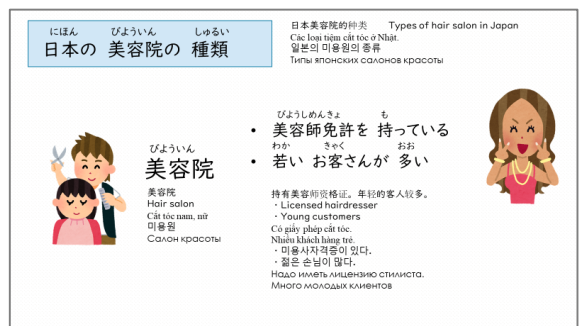 にほん びよういん しゅるい
日本の 美容院の 種類
日本美容院的种类 Types of hair salon in Japan
Các loại tiệm cắt tóc ở Nhật.
일본의 미용원의 종류
Типы японских салонов красоты
びよういん
美容院
美容院
Hair salon
Cắt tóc nam, nữ
미용원
Салон красоты
びようしめんきょ も
• 美容師免許を 持っている
わか きゃく おお
• 若い お客さんが 多い
持有美容师资格证。年轻的客人较多。
・Licensed hairdresser
・Young customers
Có giấy phép cắt tóc.
Nhiều khách hàng trẻ.
・미용사자격증이 있다.
・젊은 손님이 많다.
Надо иметь лицензию стилиста.
Много молодых клиентов